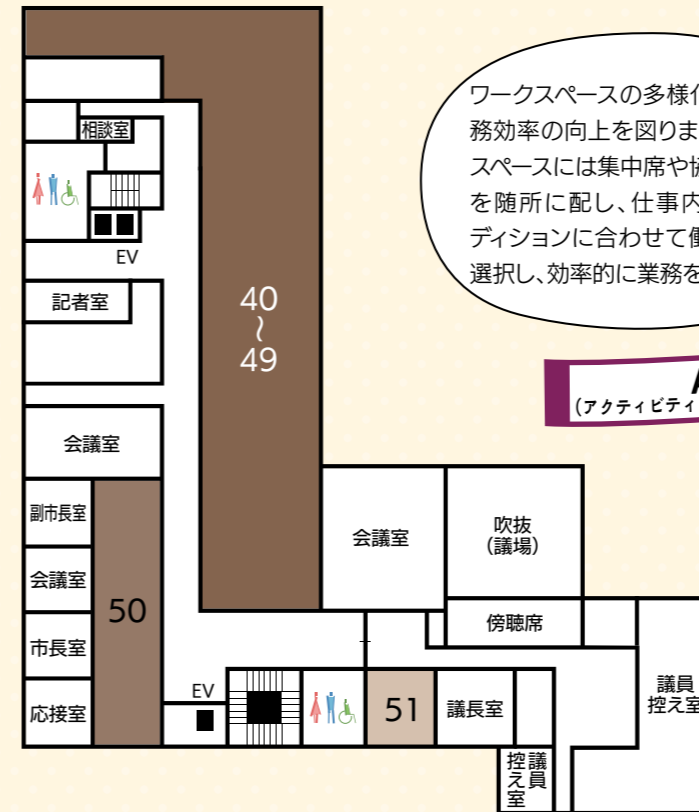 ワークスペースの多様化
務効率の向上を図りま
スペースには集中席や
を随所に配し、仕事内
ディションに合わせて働
選択し、効率的に業務を
(アクティビティ
相談室
EV
記者室
40
〜
49
会議室
副市長室
会議室
市長室
応接室
50
会議室
吹抜
(議場)
傍聴席
EV
51
議長室
議員
控え室
議員
控え室